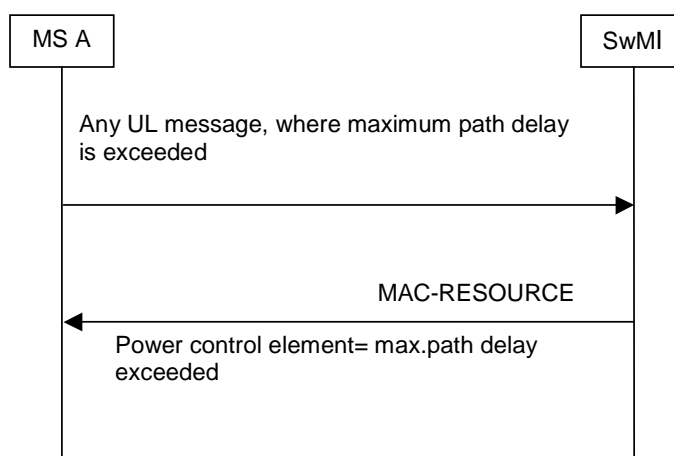 MS A
SwMI
Any UL message, where maximum path delay
is exceeded
MAC-RESOURCE
Power control element= max.path delay
exceeded